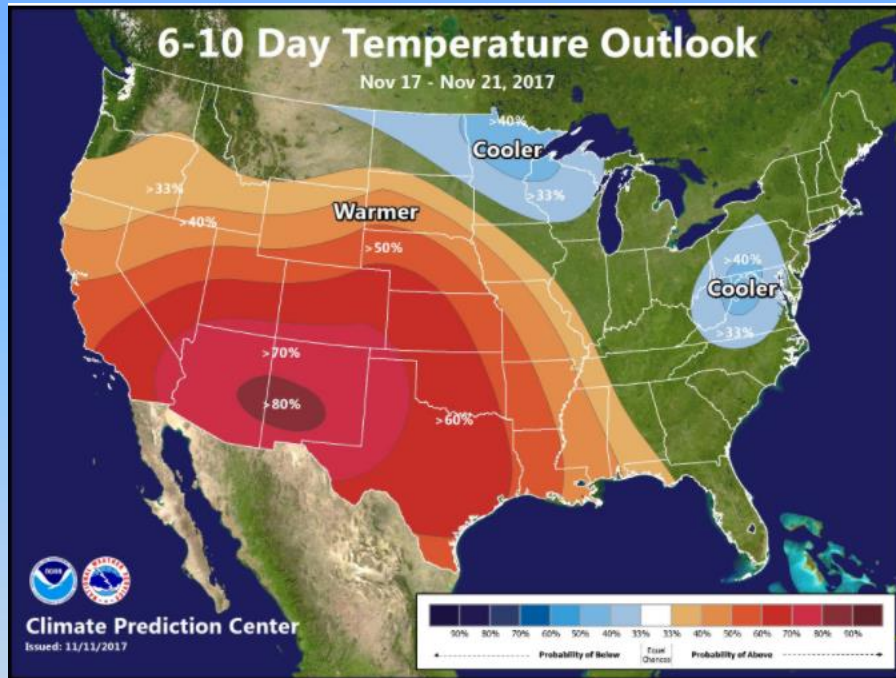 6-10 Day Temperature Outlook
Nov 17 - Nov 21, 2017
>40%
Cooler
>33%
>33%
Warmer
>40%
>50%
>40%
Cooler
>33%
>70%
>80%
>60%
NOAA
Climate Prediction Center
Issued: 11/11/2017
90% 80% 70% 60% 50% 40% 33% 33% 40% 50% 60% 70% 80% 90%
Probability of Below Equal Chances Probability of Above